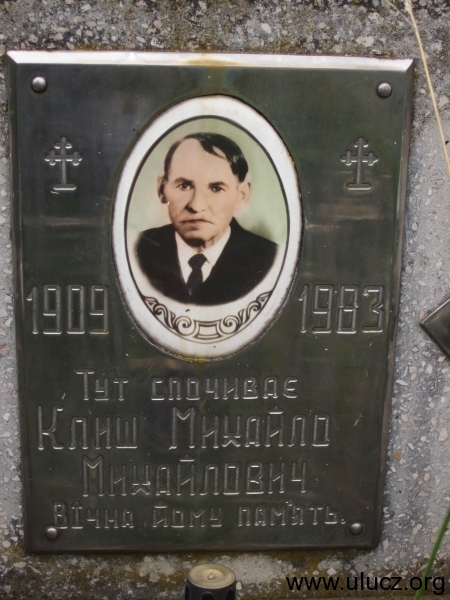 1909 1983
Тут спочиває
Клиш Михайло
Михайлович
Вічна йому пам'ять.
www.ulucz.org